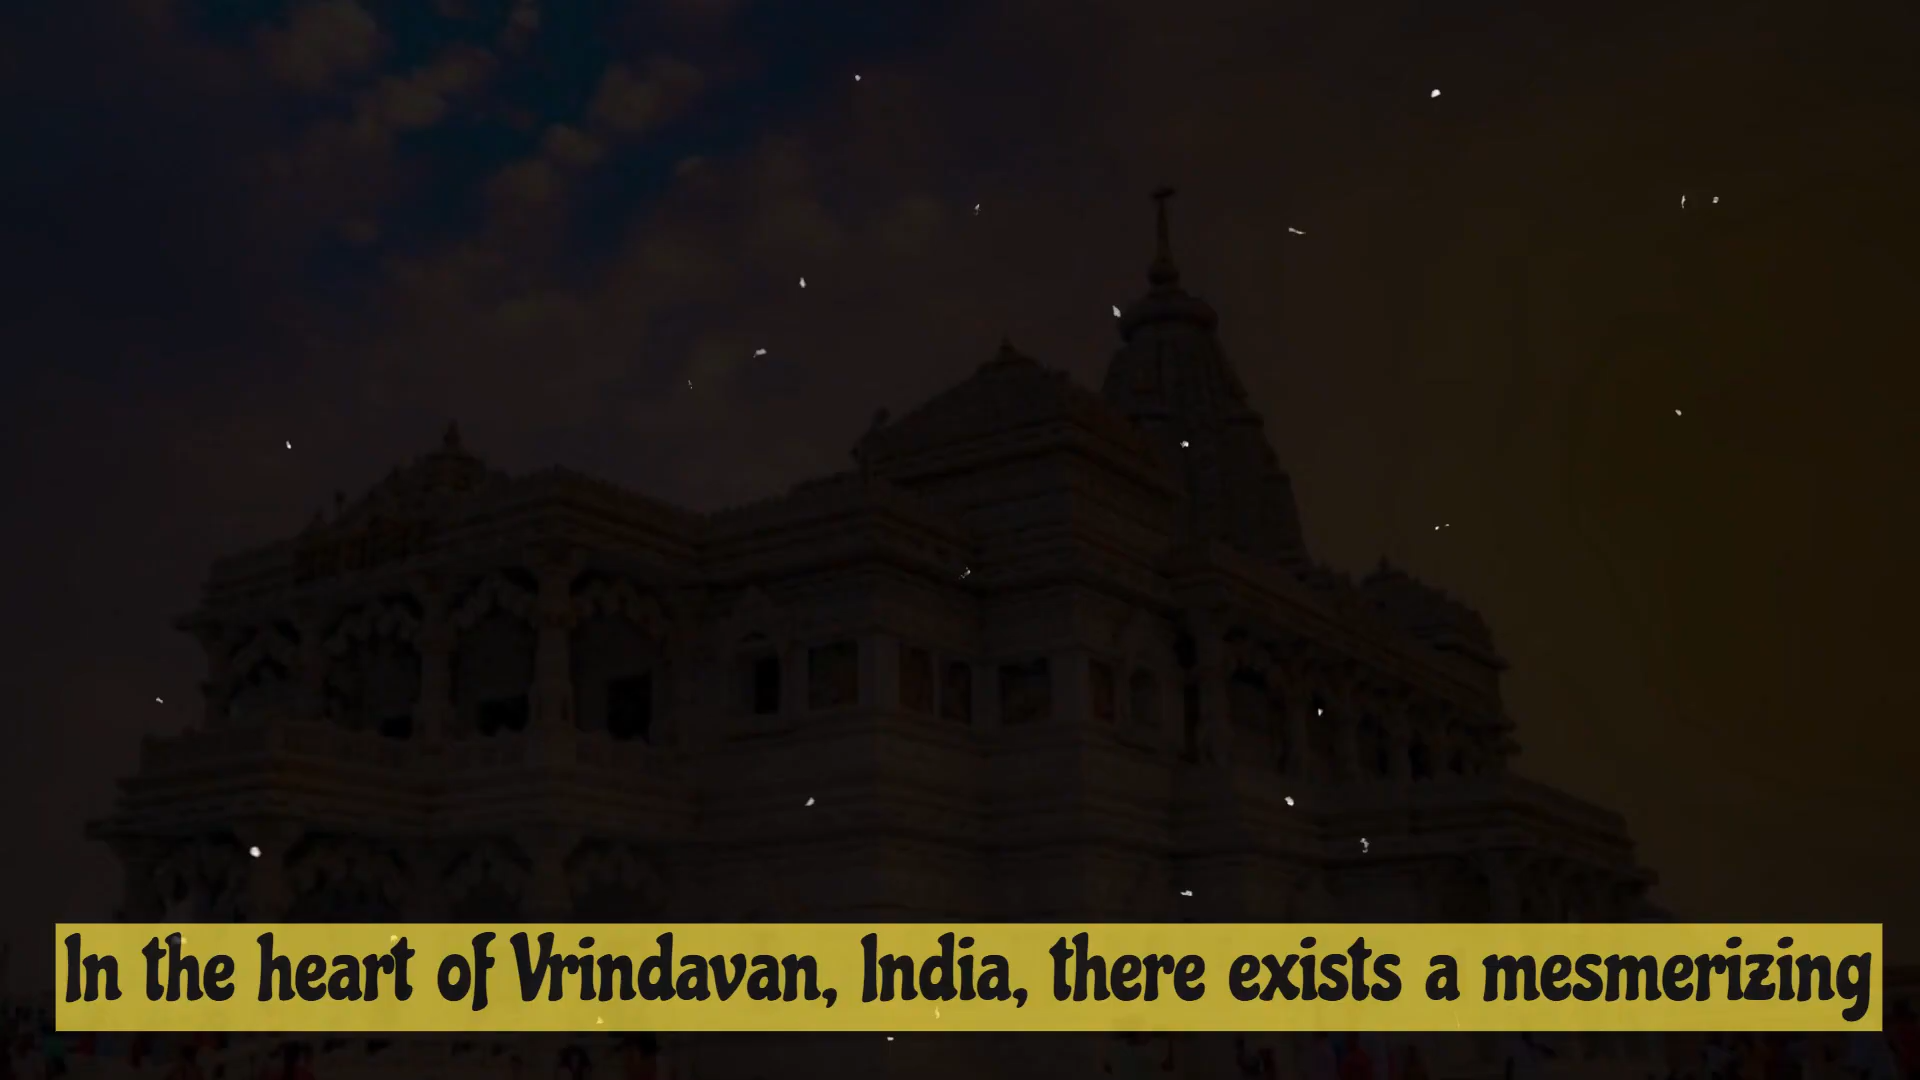 In the heart of Vrindavan, India, there exists a mesmerizing